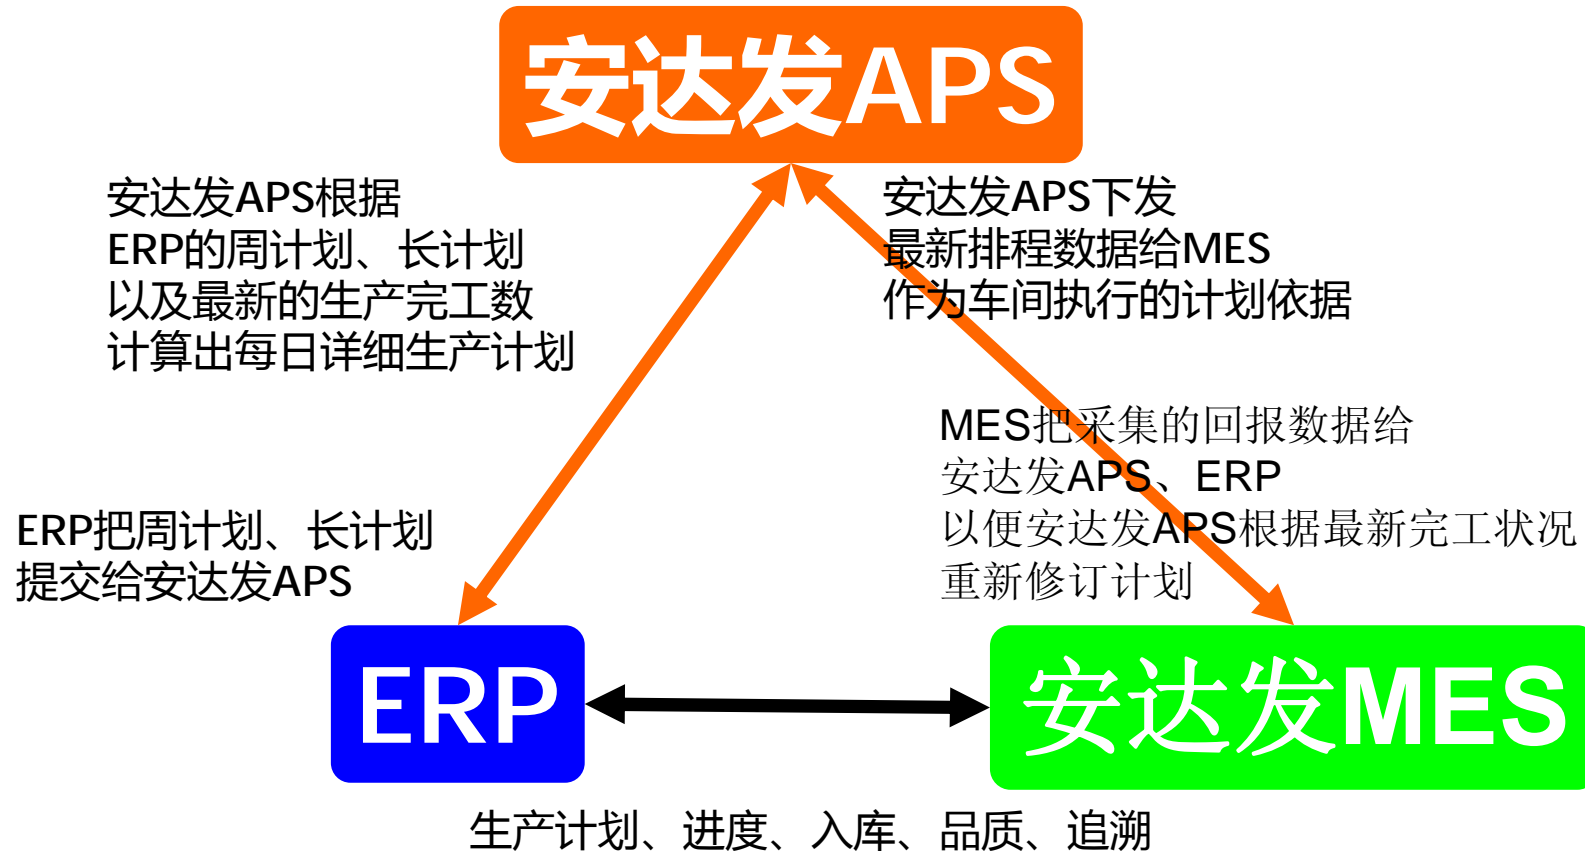 安达发APS
安达发APS根据
ERP的周计划、长计划
以及最新的生产完工数
计算出每日详细生产计划
安达发APS下发
最新排程数据给MES
作为车间执行的计划依据
MES把采集的回报数据给
安达发APS、ERP
以便安达发APS根据最新完工状况
重新修订计划
ERP把周计划、长计划
提交给安达发APS
ERP
安达发MES
生产计划、进度、入库、品质、追溯